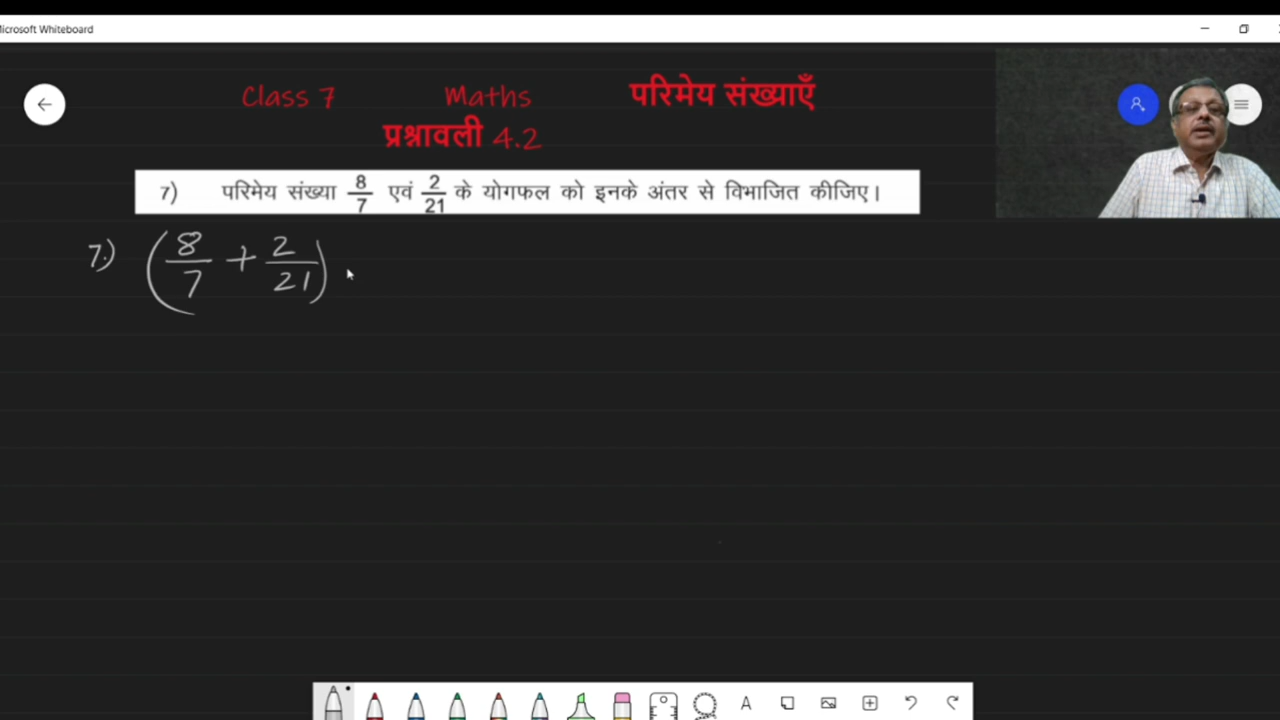 Microsoft Whiteboard
Class 7 Maths परिमेय संख्याएँ
प्रश्नावली 4.2
7) परिमेय संख्या 8/7 एवं 2/21 के योगफल को इनके अंतर से विभाजित कीजिए।
7.) (8/7 + 2/21)
A